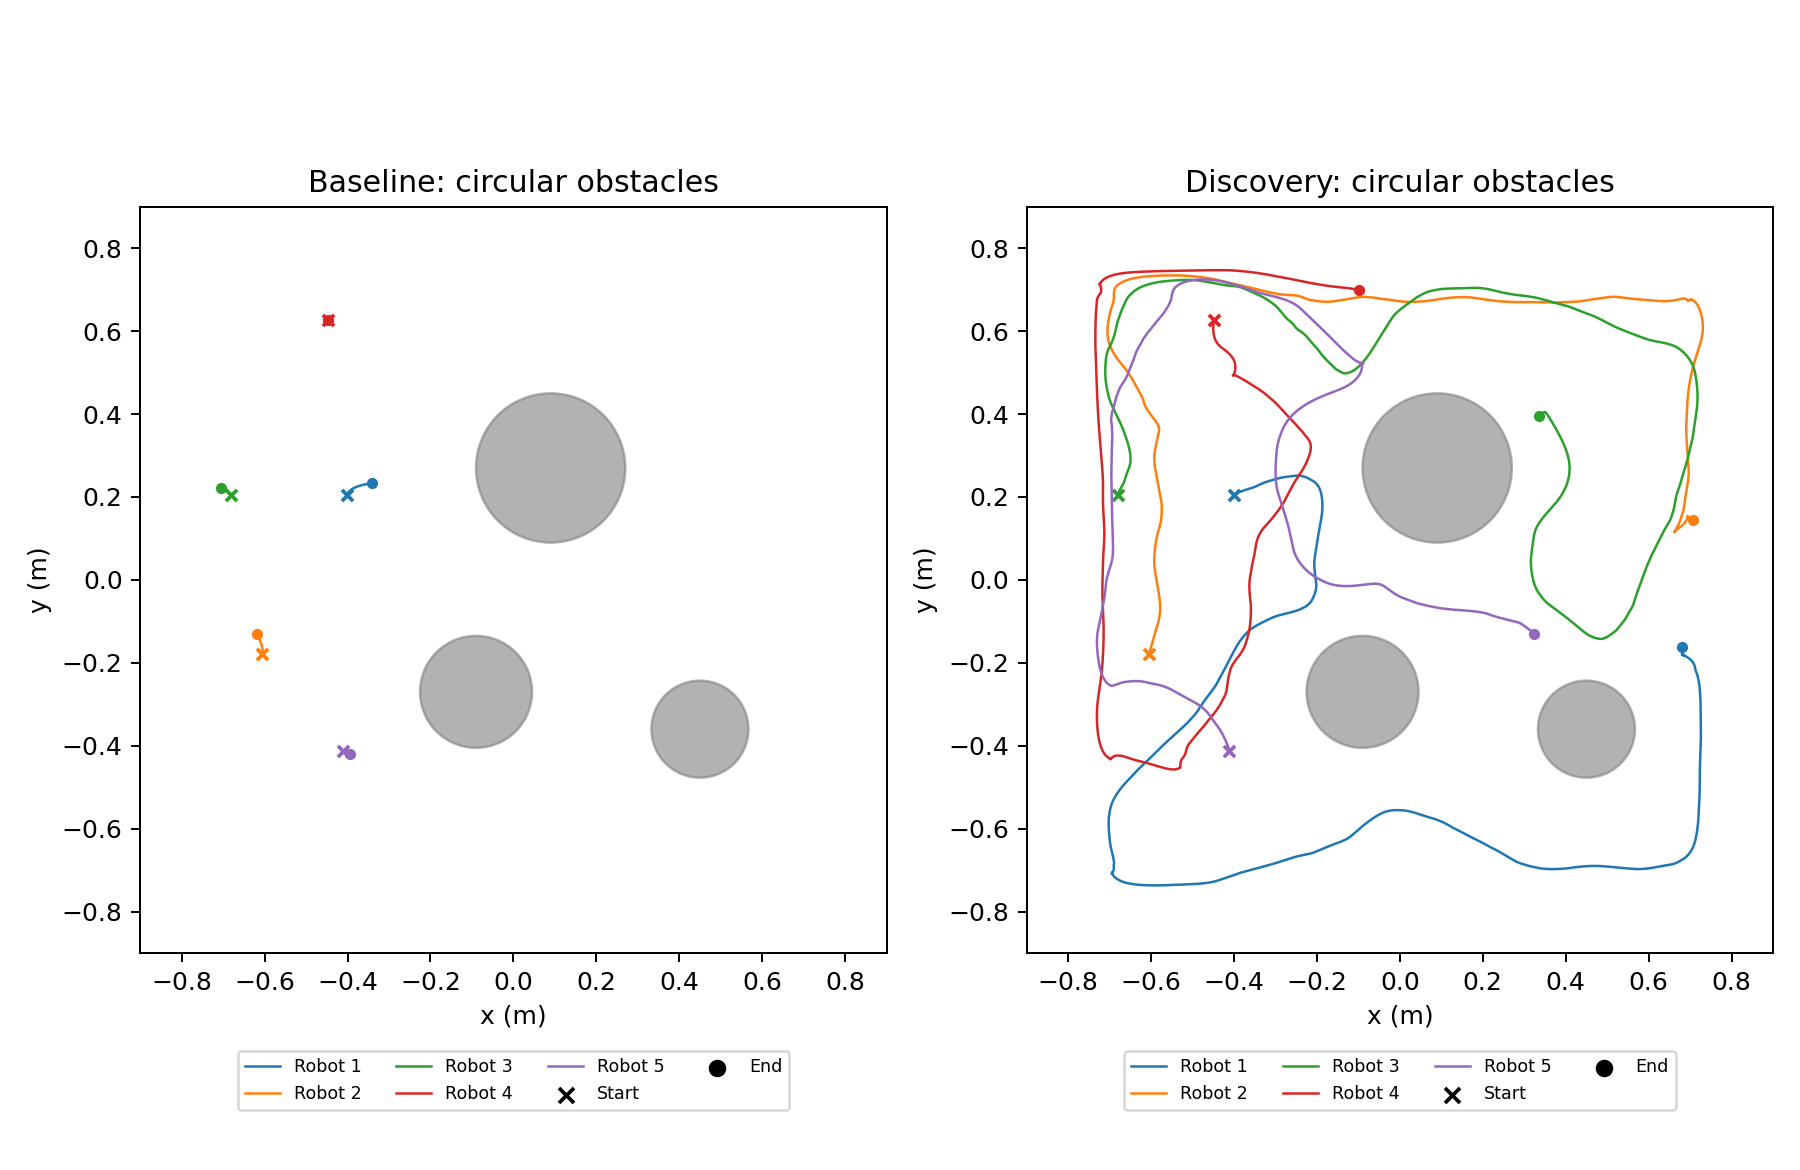 Baseline: circular obstacles
0.8
0.6
0.4
0.2
0.0
−0.2
−0.4
−0.6
−0.8
y (m)
−0.8 −0.6 −0.4 −0.2 0.0 0.2 0.4 0.6 0.8
x (m)
Robot 1 Robot 3 Robot 5 End
Robot 2 Robot 4 Start
Discovery: circular obstacles
0.8
0.6
0.4
0.2
0.0
−0.2
−0.4
−0.6
−0.8
y (m)
−0.8 −0.6 −0.4 −0.2 0.0 0.2 0.4 0.6 0.8
x (m)
Robot 1 Robot 3 Robot 5 End
Robot 2 Robot 4 Start